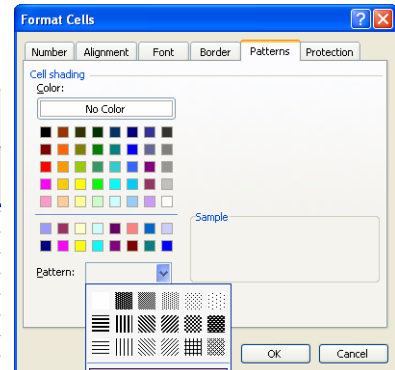 Format Cells
Number Alignment Font Border Patterns Protection
Cell shading
Color:
No Color
Sample
Pattern:
OK Cancel